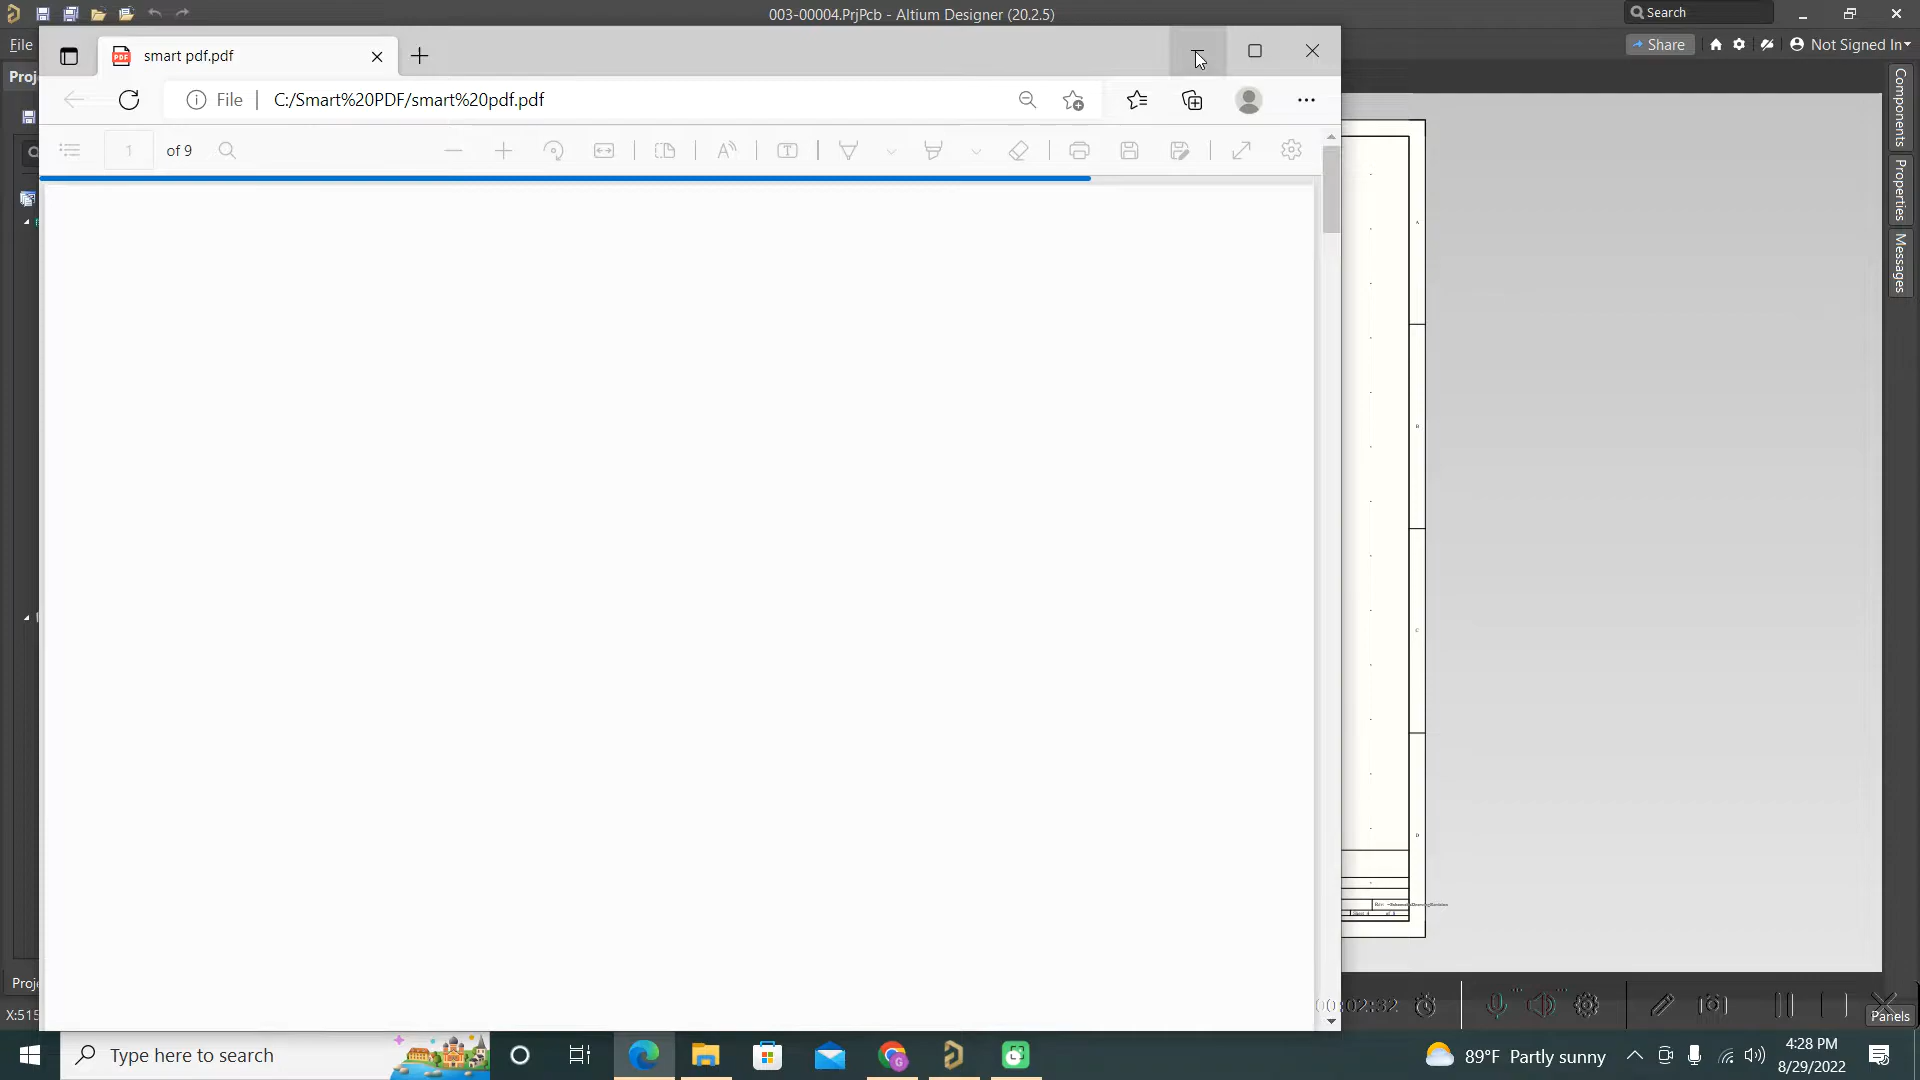 003-00004.PrjPcb - Altium Designer (20.2.5)
Search
File
Share
Not Signed In
Proj
smart pdf.pdf
File
C:/Smart%20PDF/smart%20pdf.pdf
1
of 9
Components
Properties
Messages
A
B
C
D
Proj
X:515
00:02:32
Panels
Type here to search
89°F Partly sunny
4:28 PM
8/29/2022